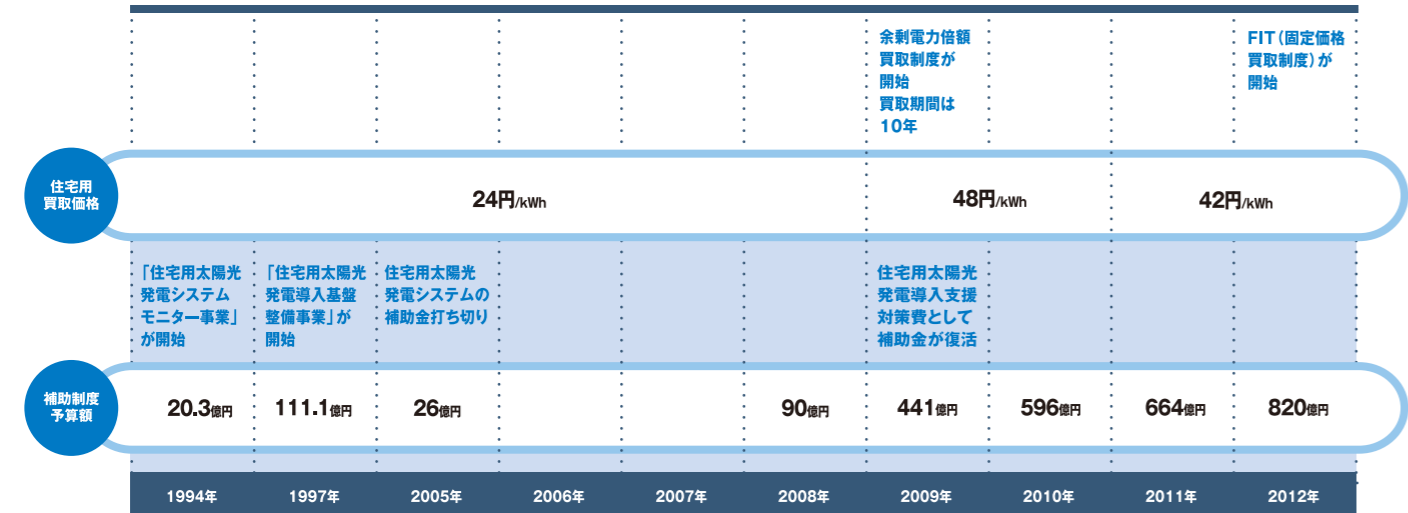 余剰電力倍額
買取制度が
開始
買取期間は
10年
FIT(固定価格
買取制度)が
開始
住宅用
買取価格
24円/kWh
48円/kWh
42円/kWh
「住宅用太陽光
発電システム
モニター事業」
が開始
「住宅用太陽光
発電導入基盤
整備事業」が
開始
住宅用太陽光
発電システムの
補助金打ち切り
住宅用太陽光
発電導入支援
対策費として
補助金が復活
補助制度
予算額
20.3億円
111.1億円
26億円
90億円
441億円
596億円
664億円
820億円
1994年
1997年
2005年
2006年
2007年
2008年
2009年
2010年
2011年
2012年